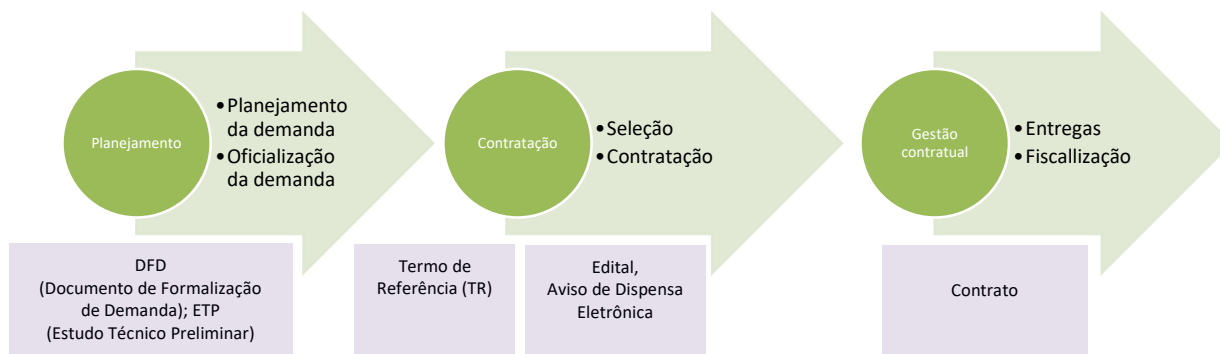 Planejamento
•Planejamento
da demanda
•Oficialização
da demanda
Contratação
•Seleção
•Contratação
Gestão
contratual
•Entregas
•Fiscallização
DFD
(Documento de Formalização
de Demanda); ETP
(Estudo Técnico Preliminar)
Termo de
Referência (TR)
Edital,
Aviso de Dispensa
Eletrônica
Contrato